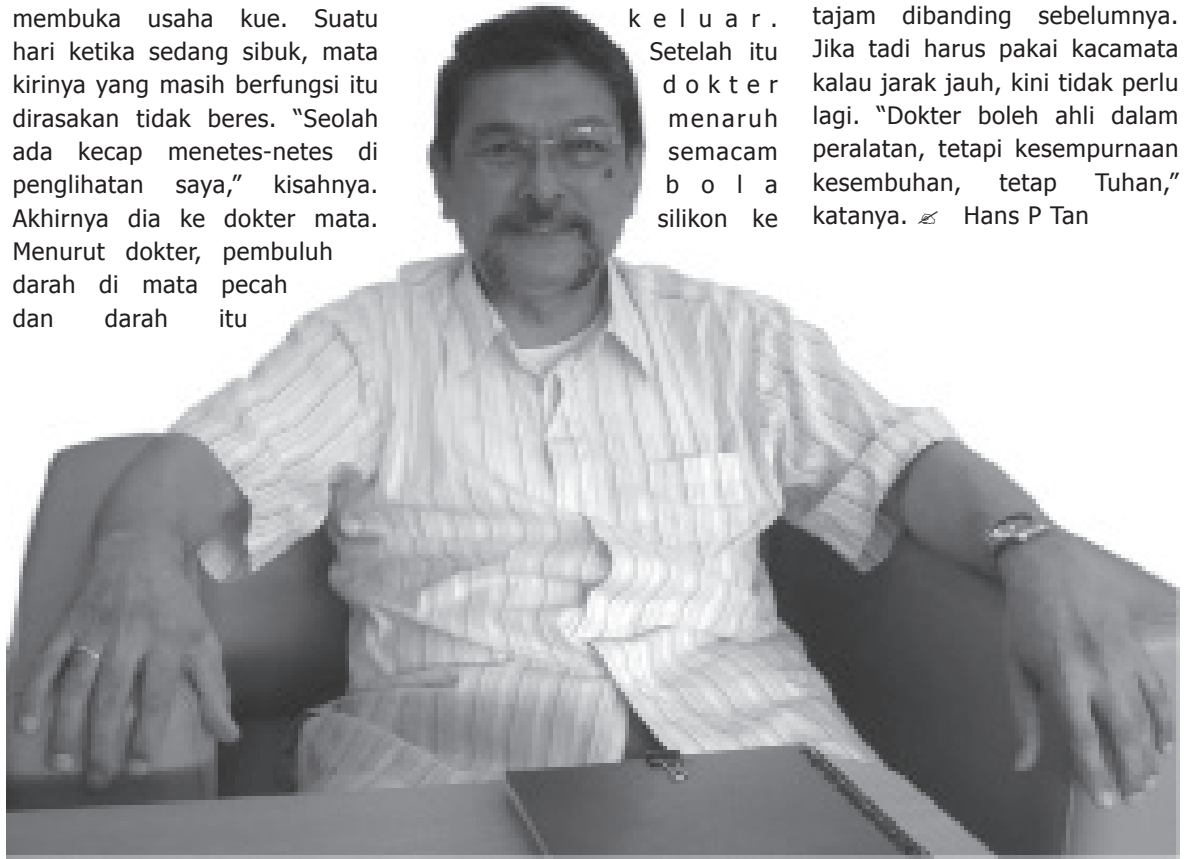 membuka usaha kue. Suatu
hari ketika sedang sibuk, mata
kirinya yang masih berfungsi itu
dirasakan tidak beres. “Seolah
ada kecap menetes-netes di
penglihatan saya,” kisahnya.
Akhirnya dia ke dokter mata.
Menurut dokter, pembuluh
darah di mata pecah
dan darah itu
keluar.
Setelah itu
dokter
menaruh
semacam
bola
silikon ke
tajam dibanding sebelumnya.
Jika tadi harus pakai kacamata
kalau jarak jauh, kini tidak perlu
lagi. “Dokter boleh ahli dalam
peralatan, tetapi kesempurnaan
kesembuhan, tetap Tuhan,”
katanya. ✍ Hans P Tan